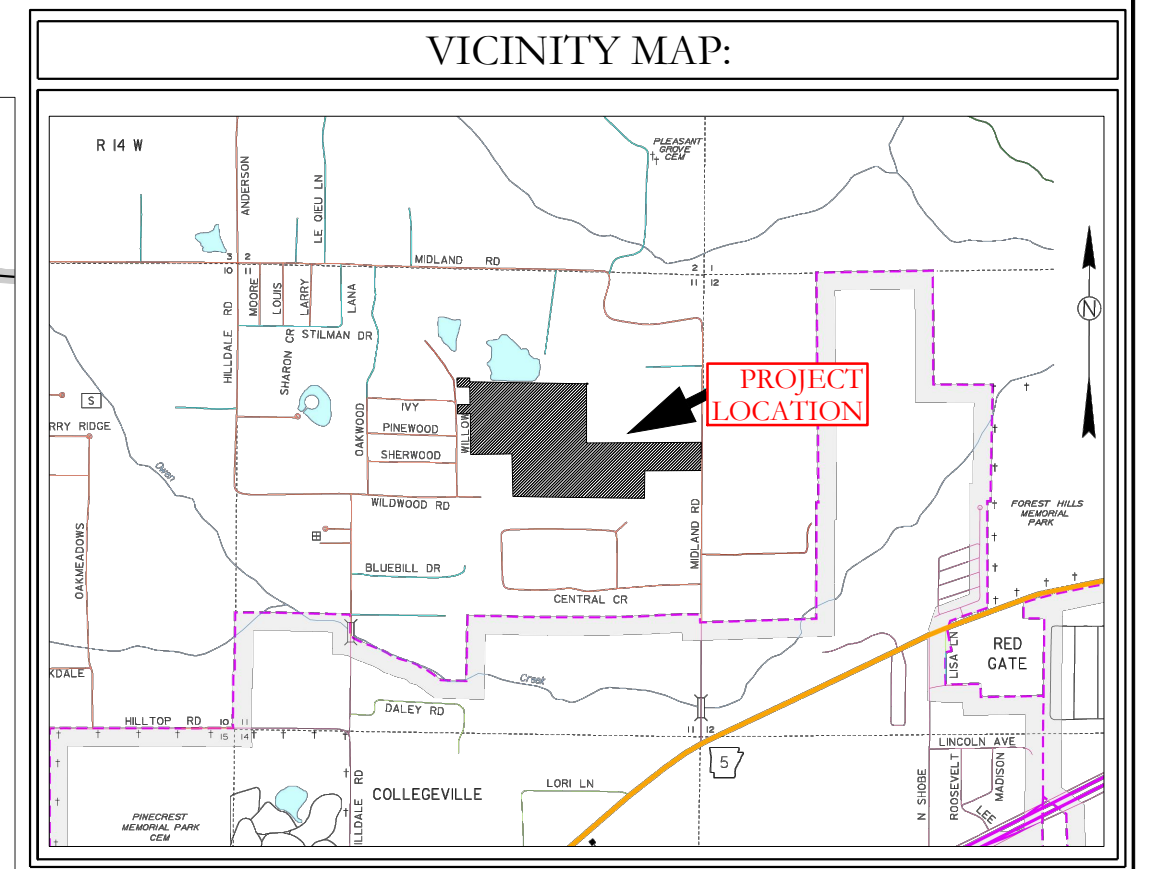 VICINITY MAP:
R 14 W
PLEASANT
GROVE
CEM
ANDERSON
LE QIEU LN
3 2
10 11
MIDLAND RD
2 1
11 12
HILLDALE RD
MOORE
LOUIS
LARRY
LANA
STILMAN DR
SHARON CR
N
PROJECT
LOCATION
S
RRY RIDGE
OAKWOOD
IVY
PINEWOOD
SHERWOOD
WILLOW
WILDWOOD RD
Owen
OAKMEADOWS
MIDLAND RD
FOREST HILLS
MEMORIAL
PARK
BLUEBILL DR
CENTRAL CR
LISA LN
RED
GATE
KDALE
Creek
DALEY RD
HILLTOP RD
10 11
15 14
11 12
5
LINCOLN AVE
N SHOBE
ROOSEVELT
MADISON
LEE
LORI LN
ILLDALE RD
COLLEGEVILLE
PINECREST
MEMORIAL PARK
CEM